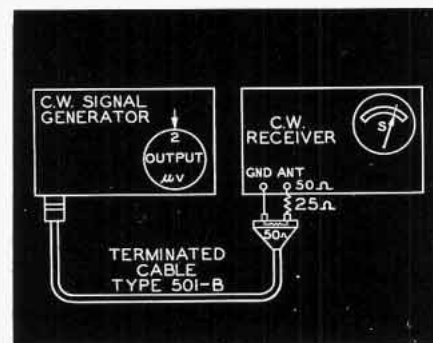 C.W. SIGNAL
GENERATOR
2
OUTPUT
μv
C.W.
RECEIVER
S
GND ANT
50Ω
25Ω
50Ω
TERMINATED
CABLE
TYPE 501-B